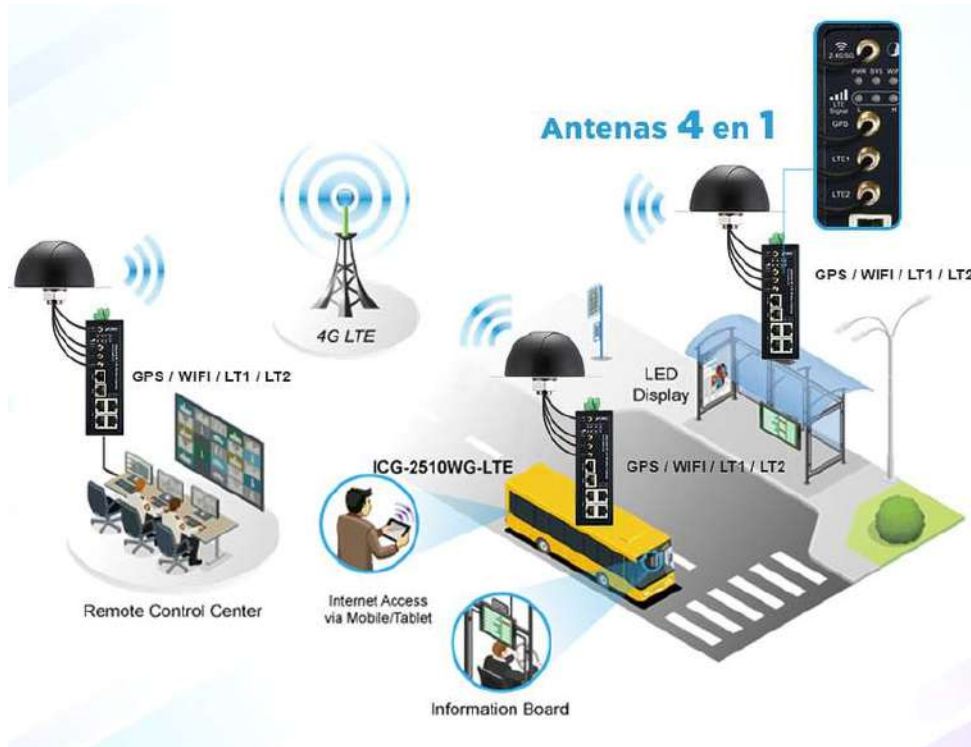 Antenas 4 en 1
2.4G/5G
PWR SYS WiFi
LTE
Signal
GPS
LTE1
LTE2
4G LTE
GPS / WIFI / LT1 / LT2
GPS / WIFI / LT1 / LT2
LED
Display
ICG-2510WG-LTE
GPS / WIFI / LT1 / LT2
Remote Control Center
Internet Access
via Mobile/Tablet
Information Board